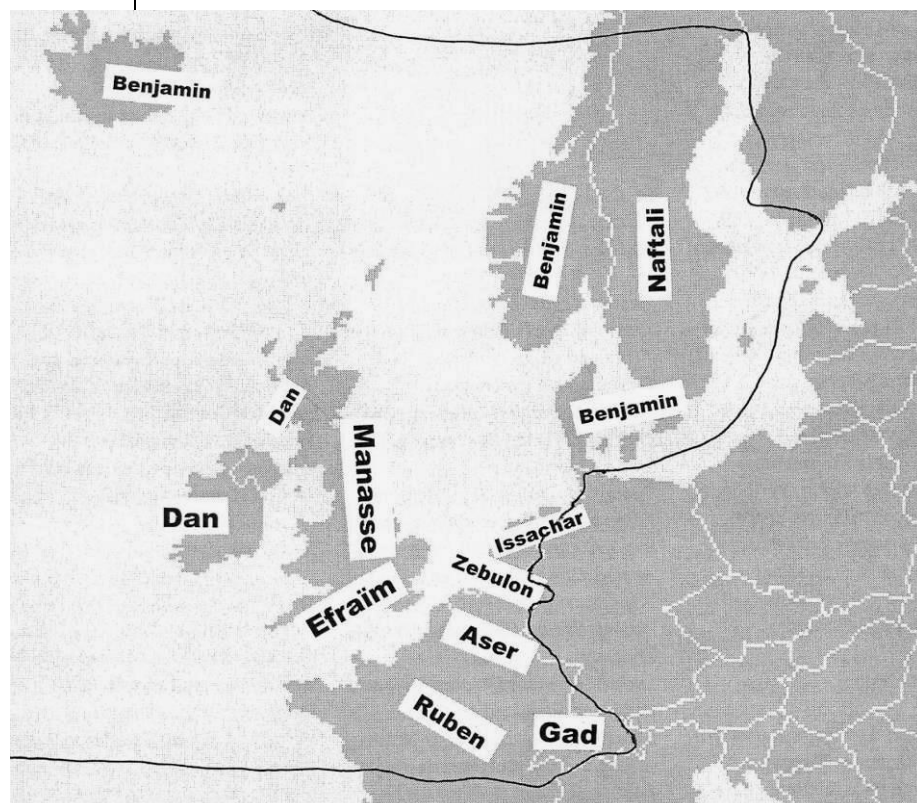 Benjamin
Benjamin
Naftali
Dan
Benjamin
Manasse
Dan
Issachar
Zebulon
Efraïm
Aser
Ruben
Gad